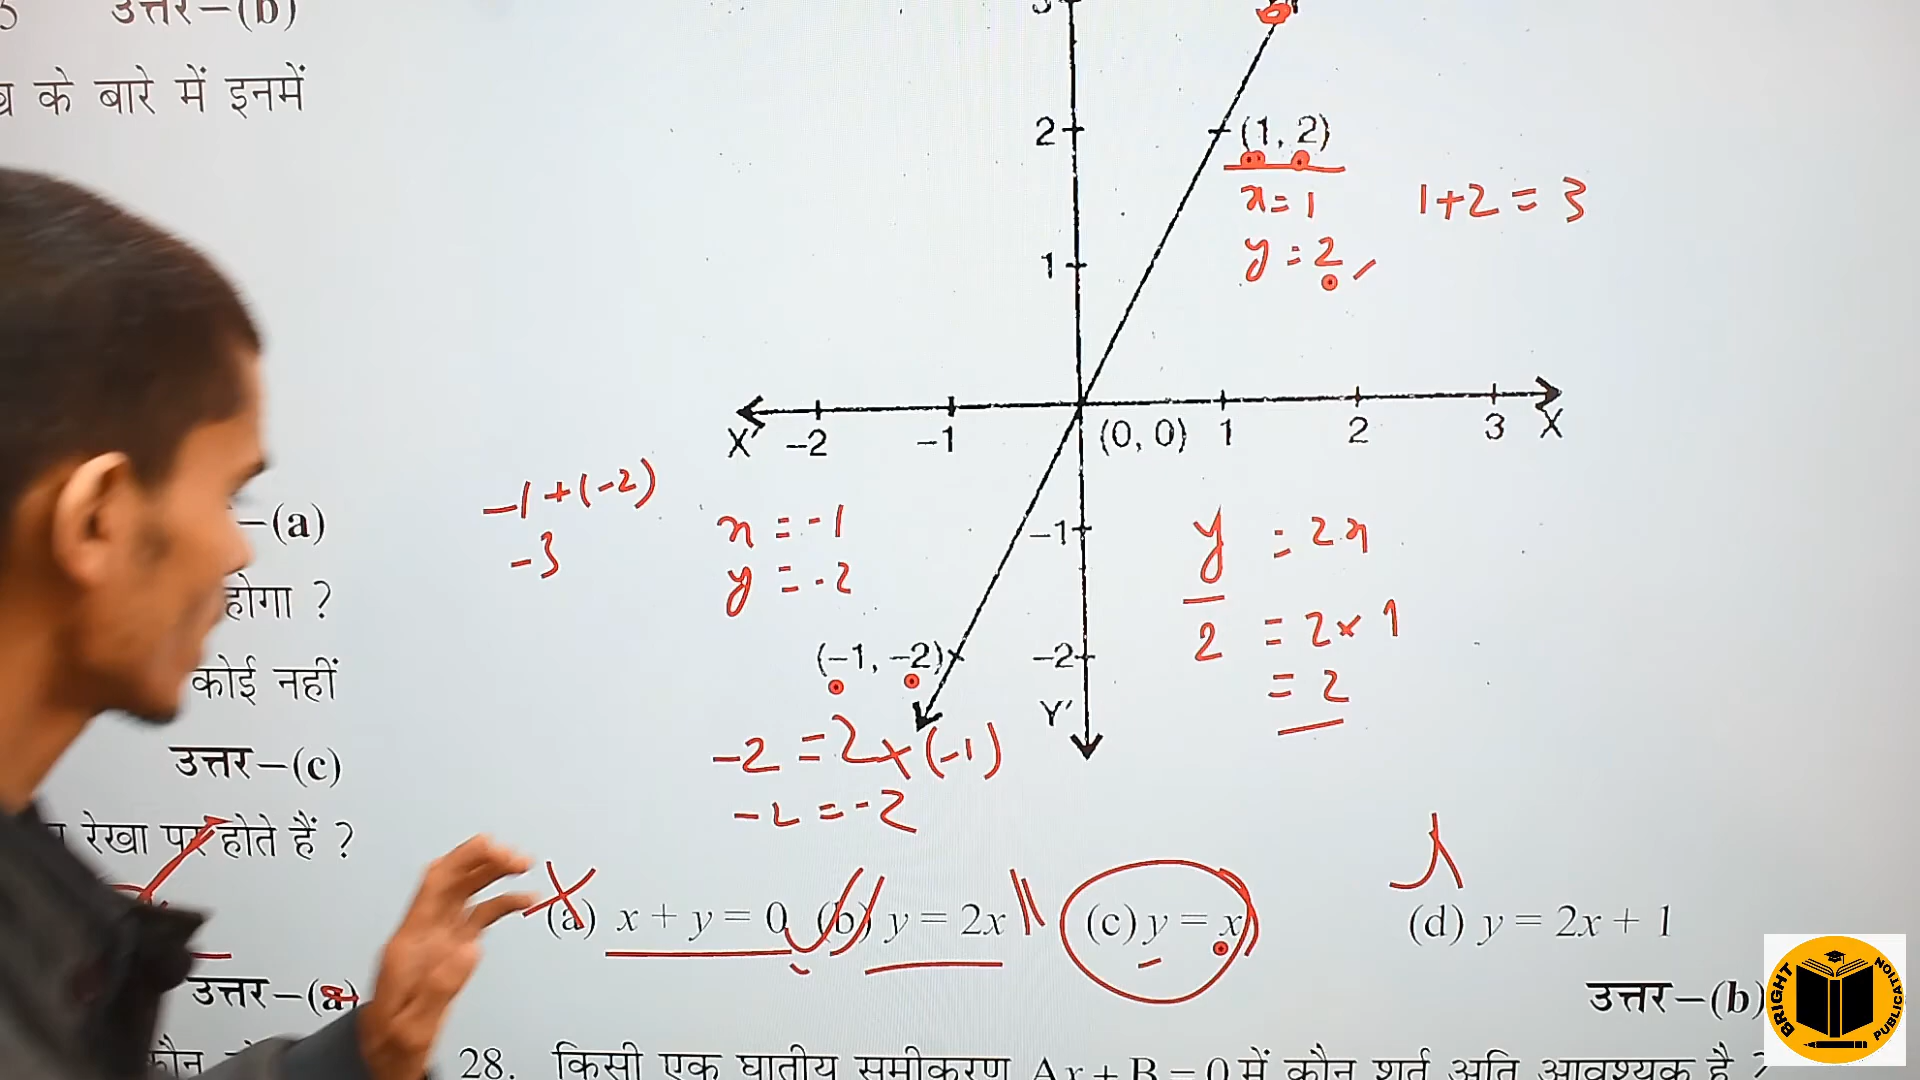 उत्तर–(b)
के बारे में इनमें
–(a)
होगा ?
कोई नहीं
उत्तर–(c)
रेखा पर होते हैं ?
उत्तर–(a)
2
(1, 2)
x = 1
1+2 = 3
y = 2
1
X' –2 –1 (0, 0) 1 2 3 X
–1+(–2)
–3
x = –1
y = –2
–1
y = 2x
2 = 2×1
= 2
(–1, –2)
–2
Y'
–2 = 2×(–1)
–2 = –2
(a) x + y = 0 (b) y = 2x (c) y = x (d) y = 2x + 1
उत्तर–(b)
28. किसी एक घातीय समीकरण Ax + B = 0 में कौन शर्त अति आवश्यक है ?
BRIGHT PUBLICATION